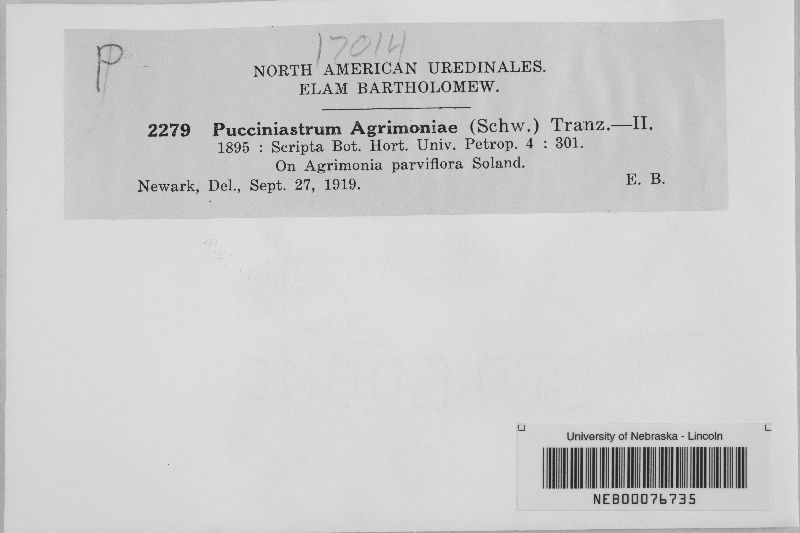 P
17014
NORTH AMERICAN UREDINALES.
ELAM BARTHOLOMEW.
2279 Pucciniastrum Agrimoniae (Schw.) Tranz.—II.
1895 : Scripta Bot. Hort. Univ. Petrop. 4 : 301.
On Agrimonia parviflora Soland.
Newark, Del., Sept. 27, 1919. E. B.
University of Nebraska - Lincoln
NEB00076735